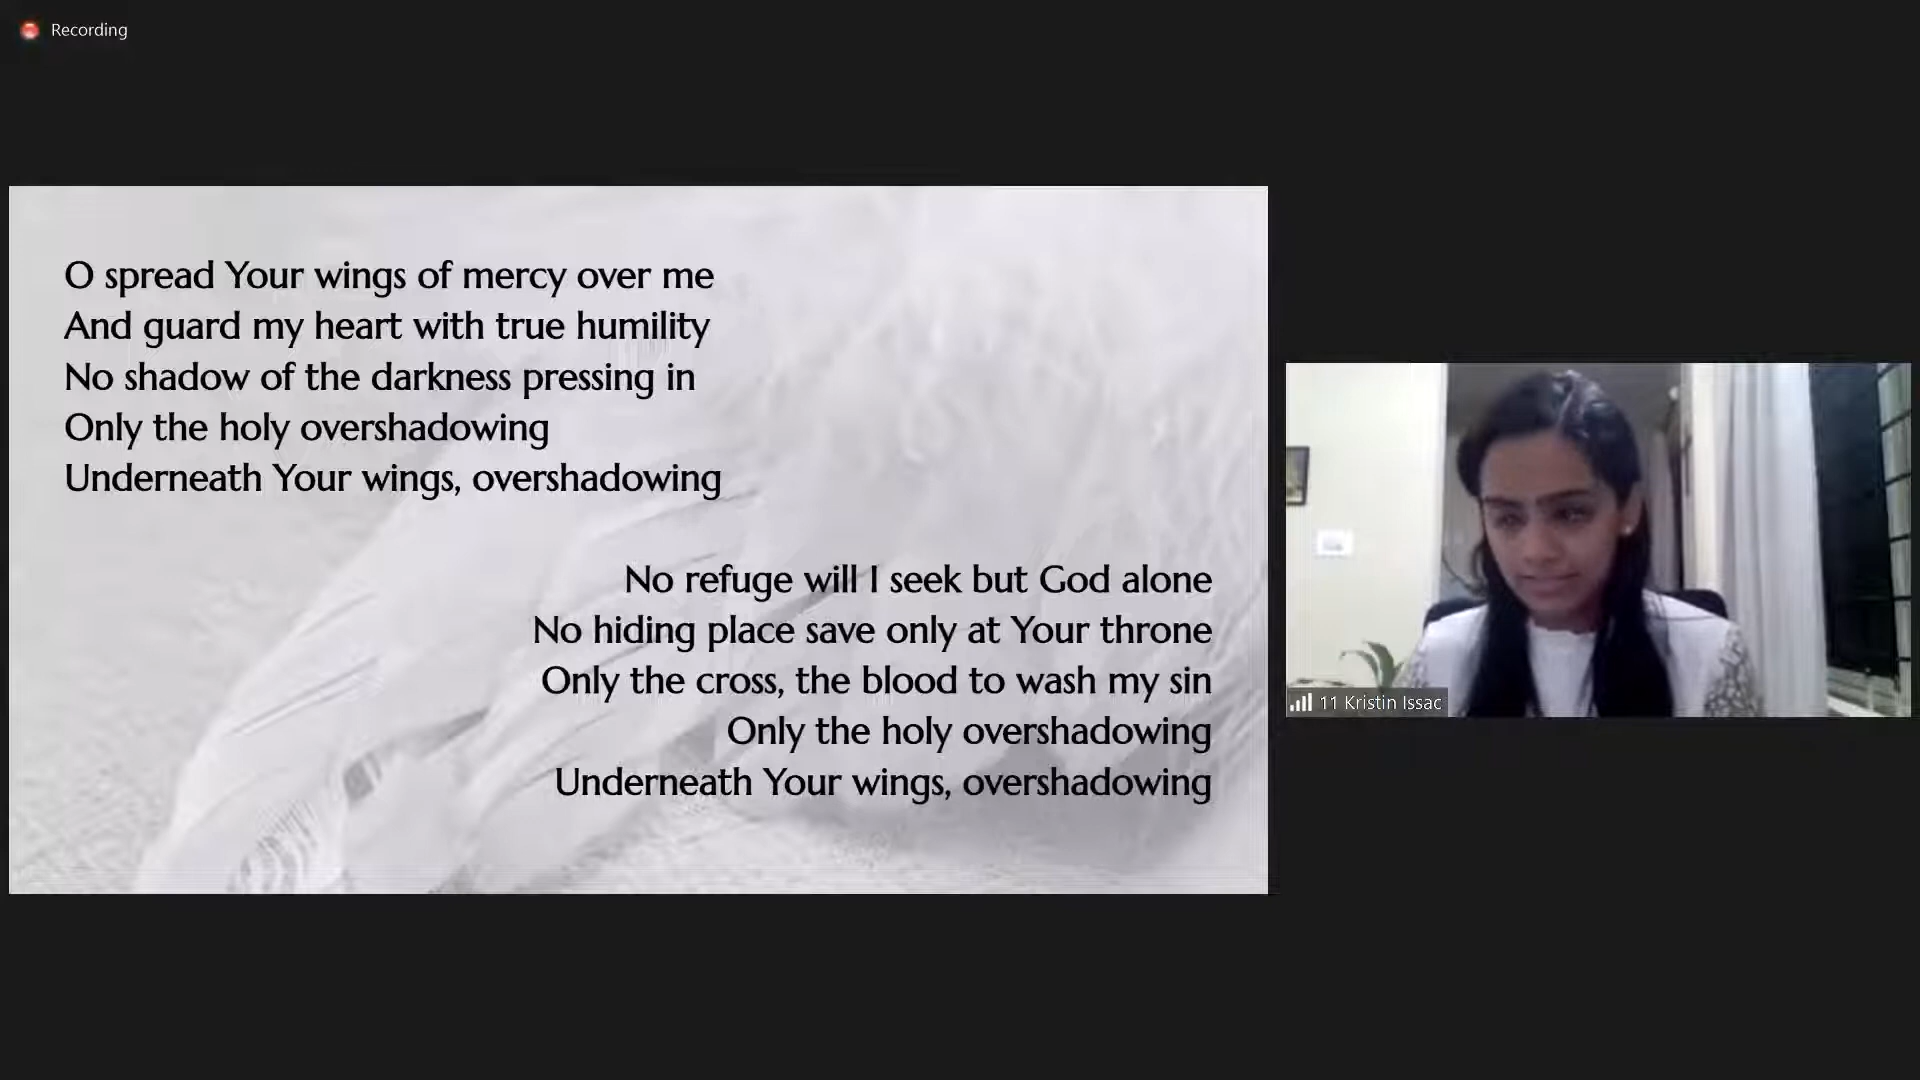 Recording
O spread Your wings of mercy over me
And guard my heart with true humility
No shadow of the darkness pressing in
Only the holy overshadowing
Underneath Your wings, overshadowing
No refuge will I seek but God alone
No hiding place save only at Your throne
Only the cross, the blood to wash my sin
Only the holy overshadowing
Underneath Your wings, overshadowing
11 Kristin Issac